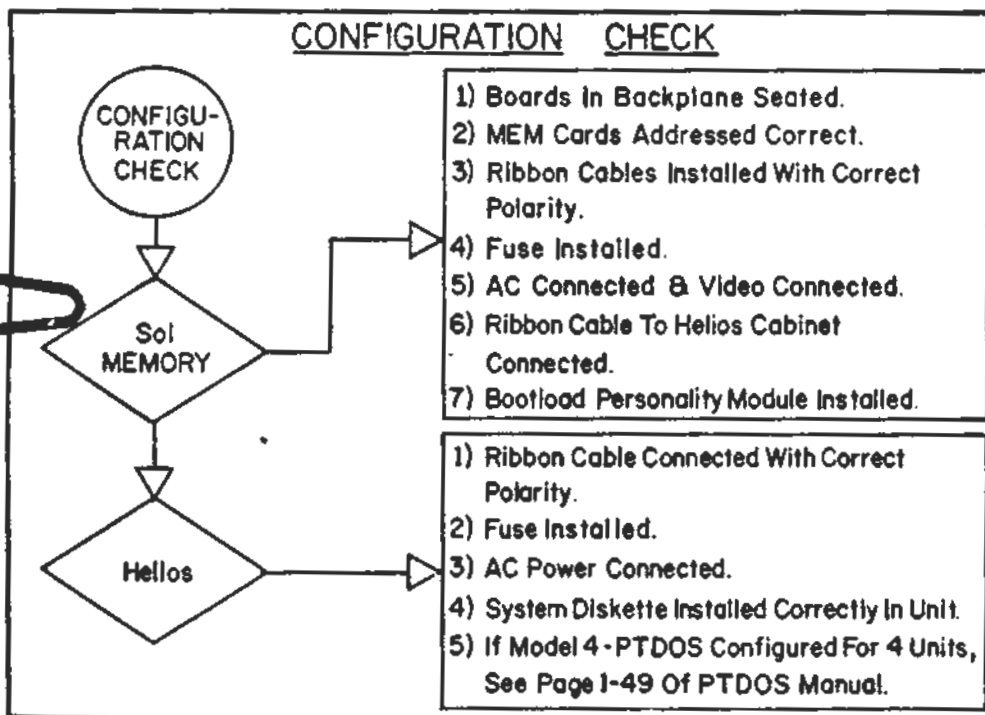 CONFIGURATION CHECK
CONFIGU-
RATION
CHECK
1) Boards In Backplane Seated.
2) MEM Cards Addressed Correct.
3) Ribbon Cables Installed With Correct
Polarity.
4) Fuse Installed.
5) AC Connected & Video Connected.
6) Ribbon Cable To Helios Cabinet
Connected.
7) Bootload Personality Module Installed.
Sol
MEMORY
1) Ribbon Cable Connected With Correct
Polarity.
2) Fuse Installed.
3) AC Power Connected.
4) System Diskette Installed Correctly In Unit.
5) If Model 4-PTDOS Configured For 4 Units,
See Page 1-49 Of PTDOS Manual.
Helios